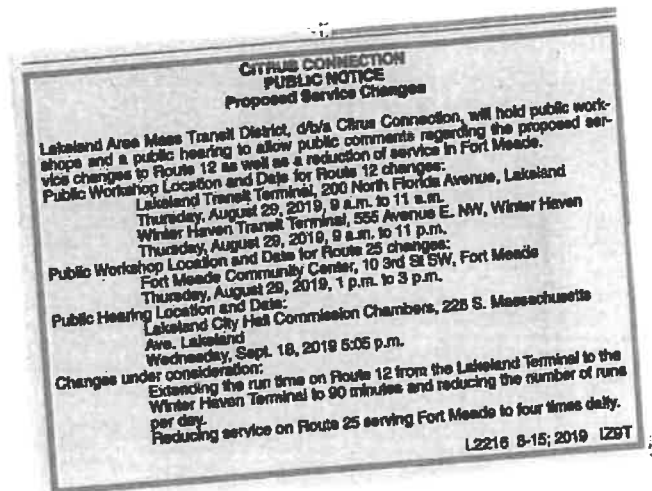 CITRUS CONNECTION
PUBLIC NOTICE
Proposed Service Changes
Lakeland Area Mass Transit District, d/b/a Citrus Connection, will hold public work-
shops and a public hearing to allow public comments regarding the proposed ser-
vice changes to Route 12 as well as a reduction of service in Fort Meade.
Public Workshop Location and Date for Route 12 changes:
Lakeland Transit Terminal, 200 North Florida Avenue, Lakeland
Thursday, August 29, 2019, 9 a.m. to 11 a.m.
Winter Haven Transit Terminal, 555 Avenue E. NW, Winter Haven
Thursday, August 29, 2019, 9 a.m. to 11 p.m.
Public Workshop Location and Date for Route 25 changes:
Fort Meade Community Center, 10 3rd St SW, Fort Meade
Thursday, August 29, 2019, 1 p.m. to 3 p.m.
Public Hearing Location and Date:
Lakeland City Hall Commission Chambers, 228 S. Massachusetts
Ave. Lakeland
Wednesday, Sept. 18, 2019 5:05 p.m.
Changes under consideration:
Extending the run time on Route 12 from the Lakeland Terminal to the
Winter Haven Terminal to 90 minutes and reducing the number of runs
per day.
Reducing service on Route 25 serving Fort Meade to four times daily.
L2216 8-15; 2019 IZ9T